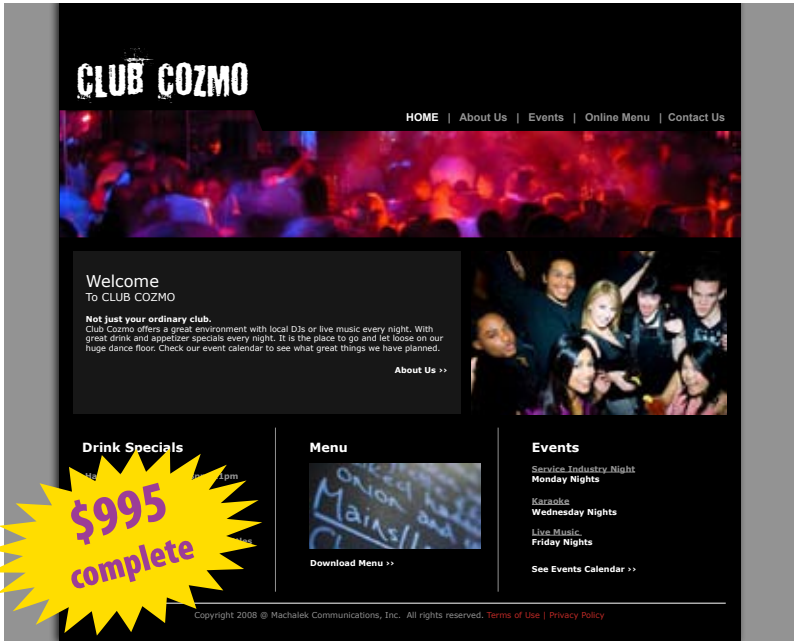 CLUB COZMO
HOME | About Us | Events | Online Menu | Contact Us
Welcome
To CLUB COZMO
Not just your ordinary club.
Club Cozmo offers a great environment with local DJs or live music every night. With
great drink and appetizer specials every night. It is the place to go and let loose on our
huge dance floor. Check our event calendar to see what great things we have planned.
About Us ››
Drink Specials
1pm
$995
complete
Menu
onion and
Mains
Download Menu ››
Events
Service Industry Night
Monday Nights
Karaoke
Wednesday Nights
Live Music
Friday Nights
See Events Calendar ››
Copyright 2008 @ Machalek Communications, Inc. All rights reserved. Terms of Use | Privacy Policy